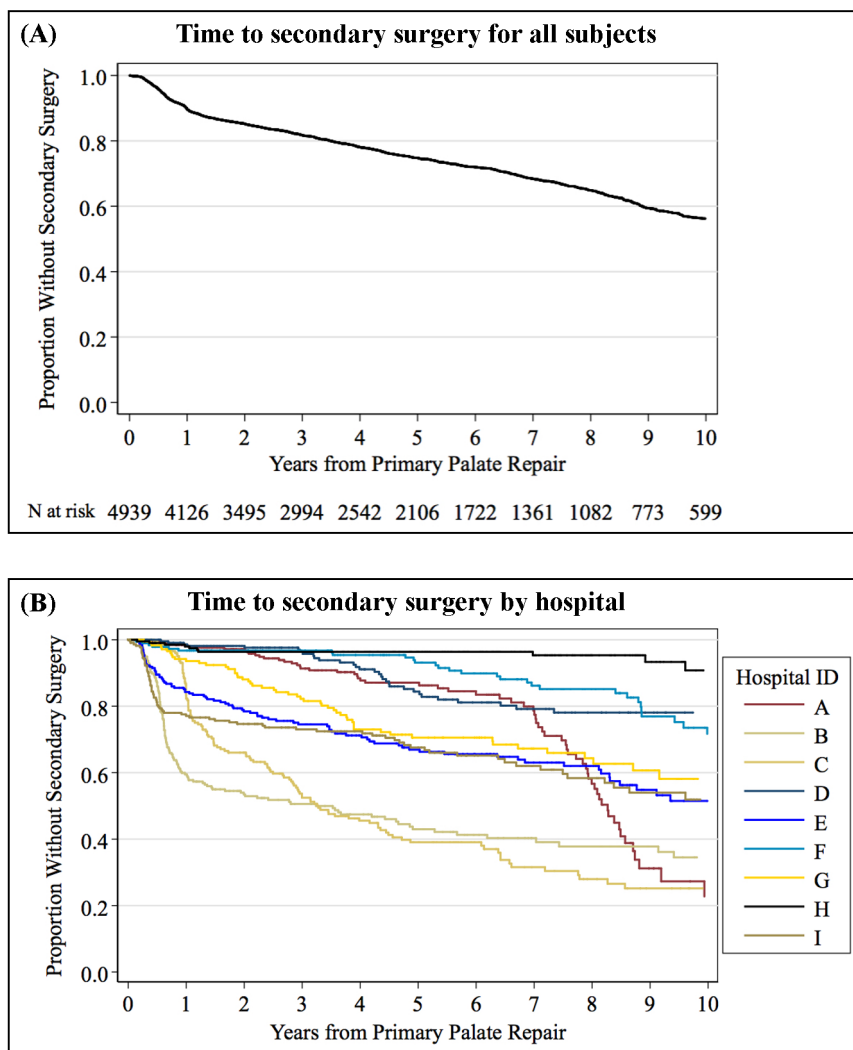 (A) Time to secondary surgery for all subjects
Proportion Without Secondary Surgery
1.0
0.8
0.6
0.4
0.2
0.0
0 1 2 3 4 5 6 7 8 9 10
Years from Primary Palate Repair
N at risk 4939 4126 3495 2994 2542 2106 1722 1361 1082 773 599
(B) Time to secondary surgery by hospital
Proportion Without Secondary Surgery
1.0
0.8
0.6
0.4
0.2
0.0
0 1 2 3 4 5 6 7 8 9 10
Years from Primary Palate Repair
Hospital ID
A
B
C
D
E
F
G
H
I